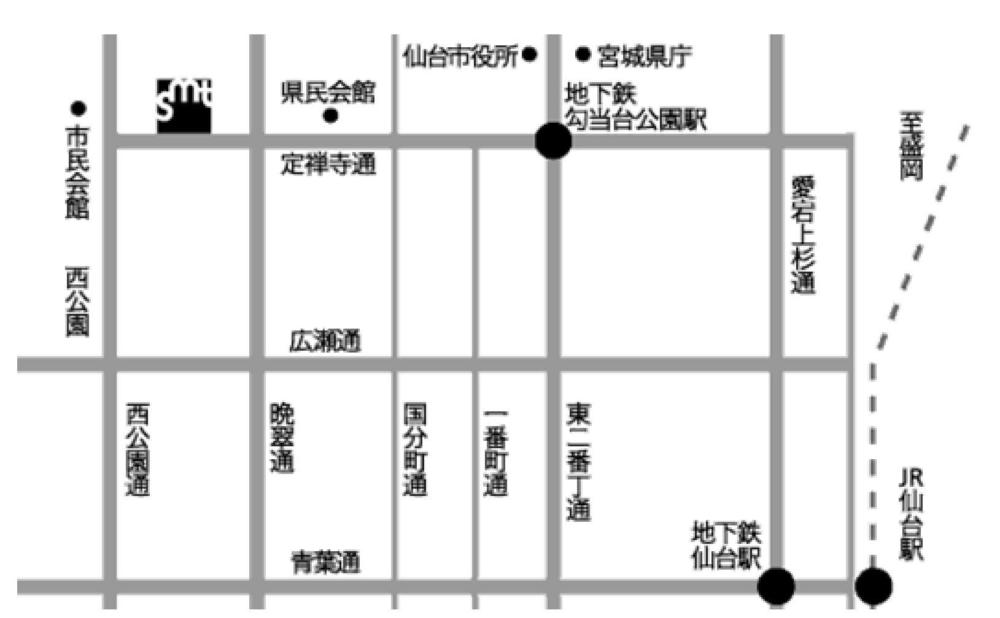 仙台市役所
宮城県庁
smt
県民会館
地下鉄
勾当台公園駅
市民会館
定禅寺通
至盛岡
愛宕上杉通
西公園
広瀬通
西公園通
晩翠通
国分町通
一番町通
東二番丁通
JR仙台駅
地下鉄
仙台駅
青葉通